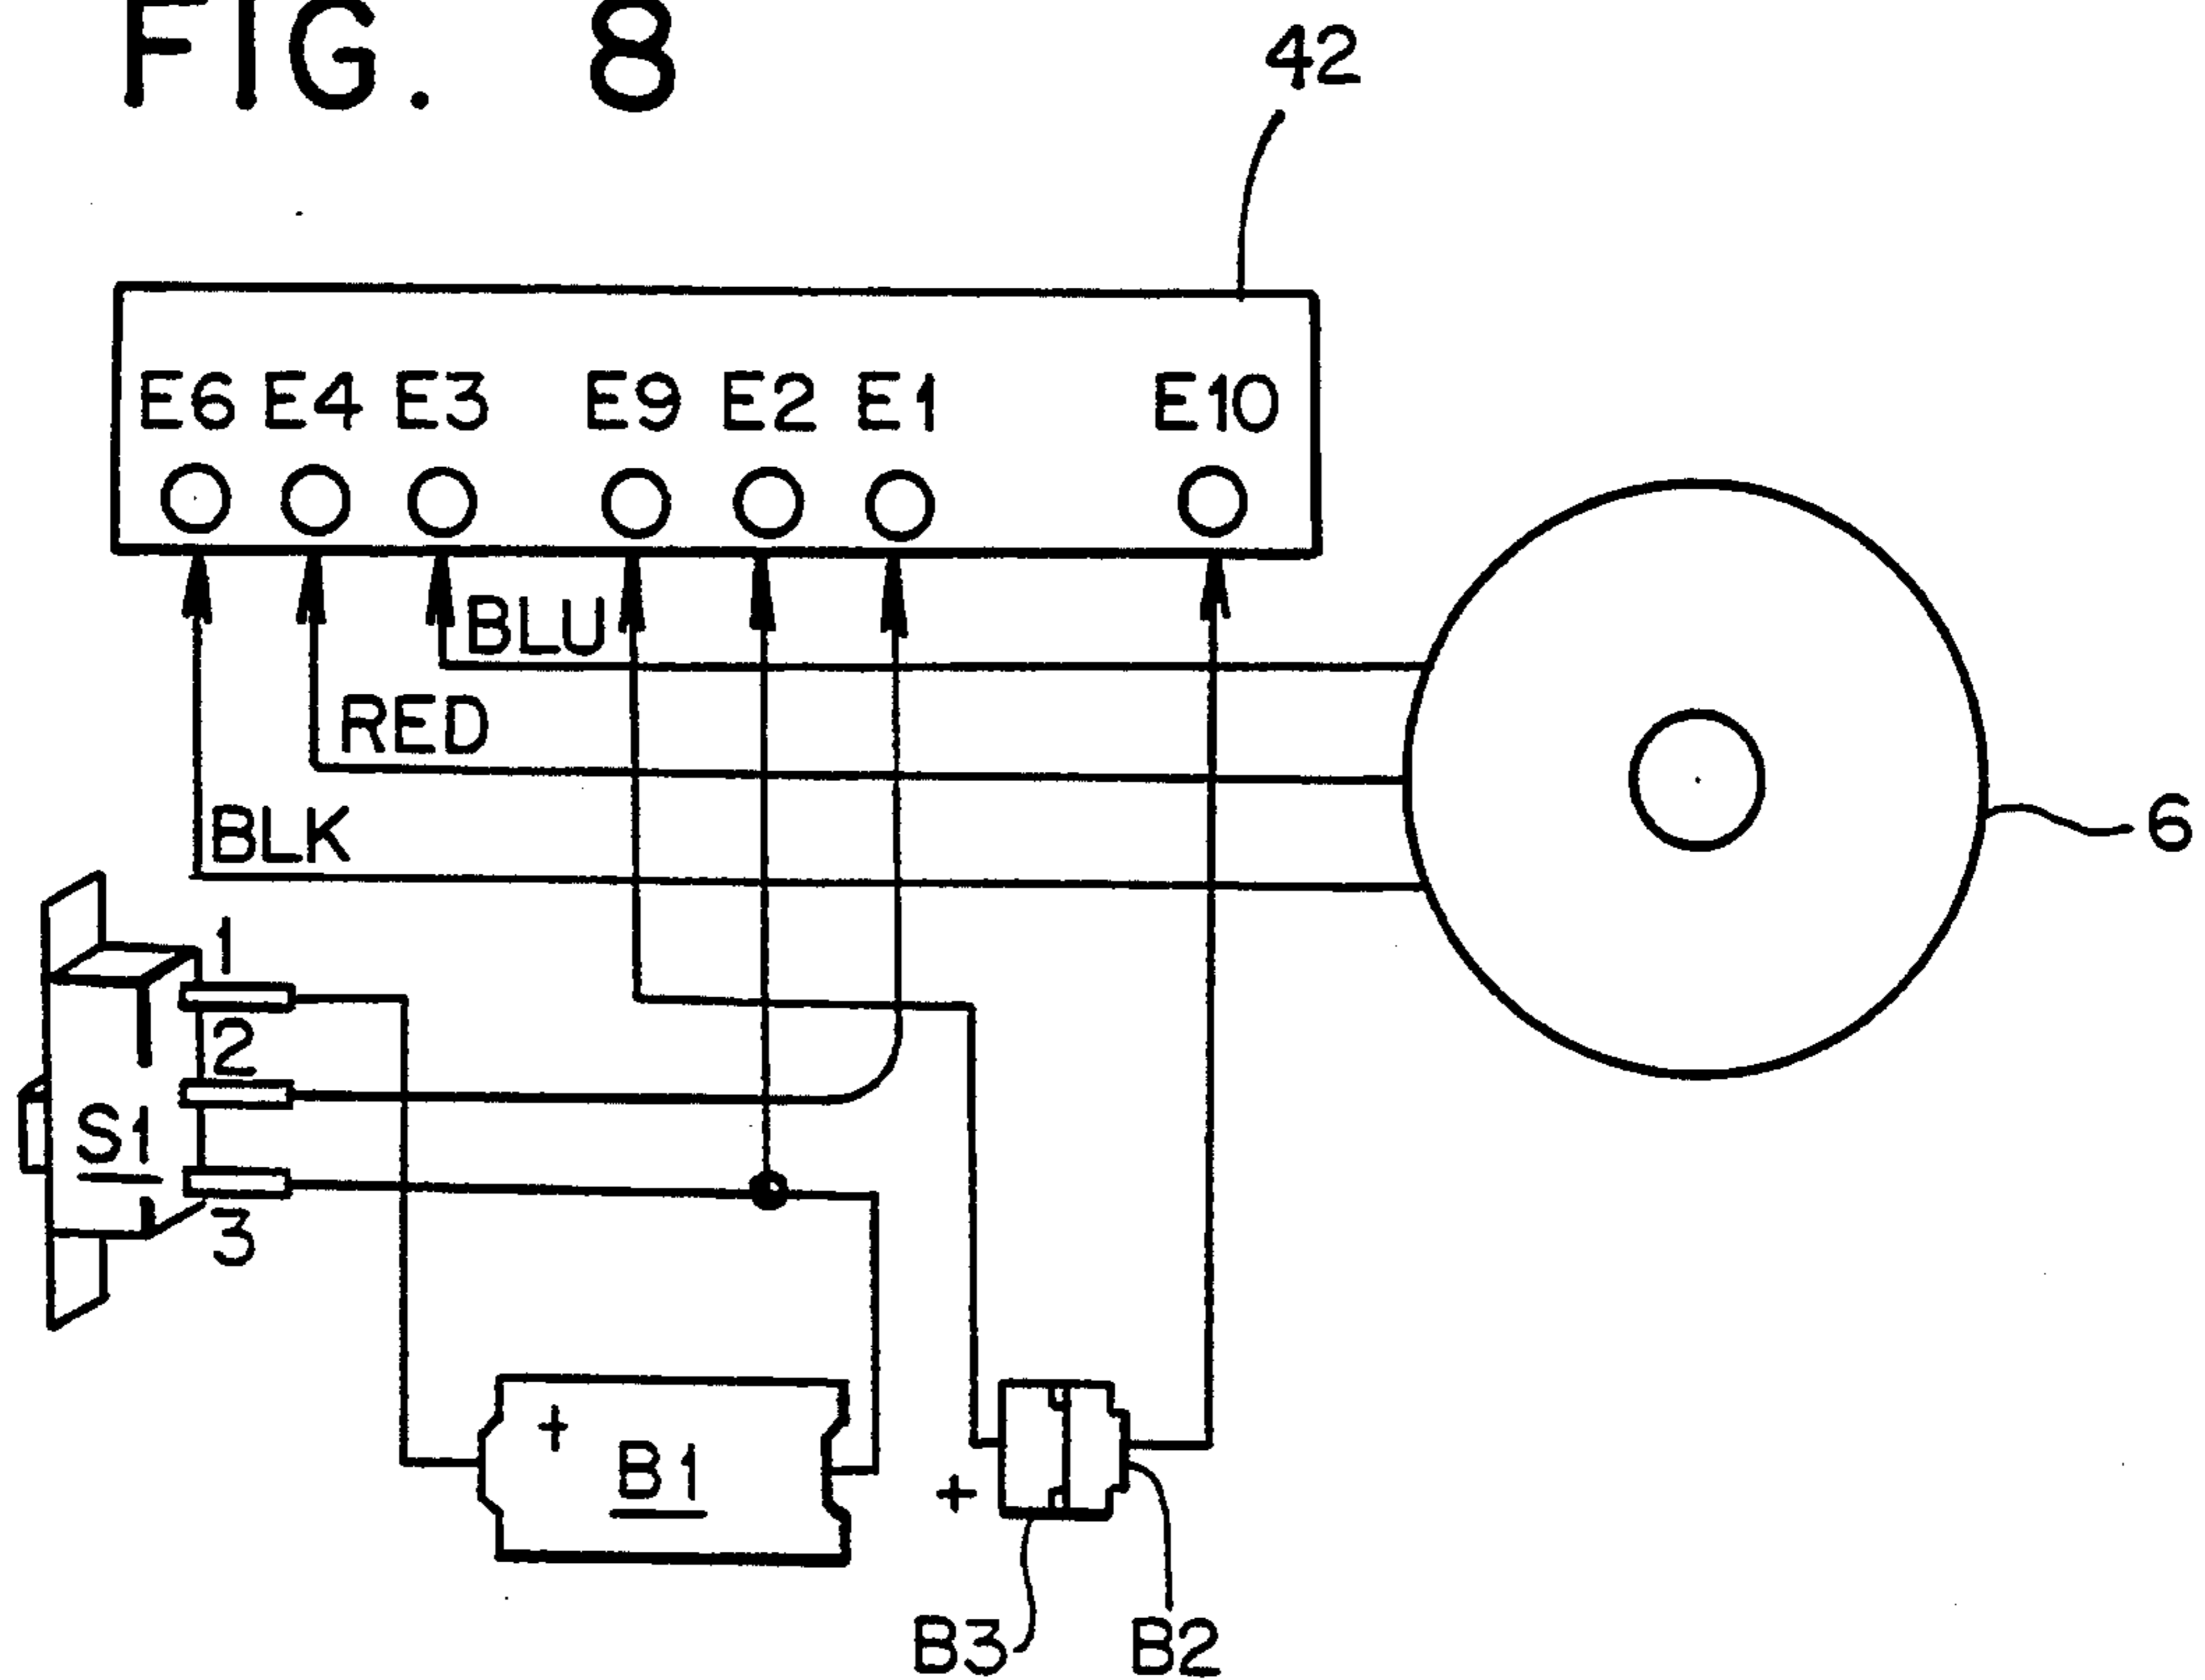 FIG. 8
42
E6 E4 E3 E9 E2 E1 E10
BLU
RED
BLK
6
1
2
S1
3
+
B1
+
B3
B2